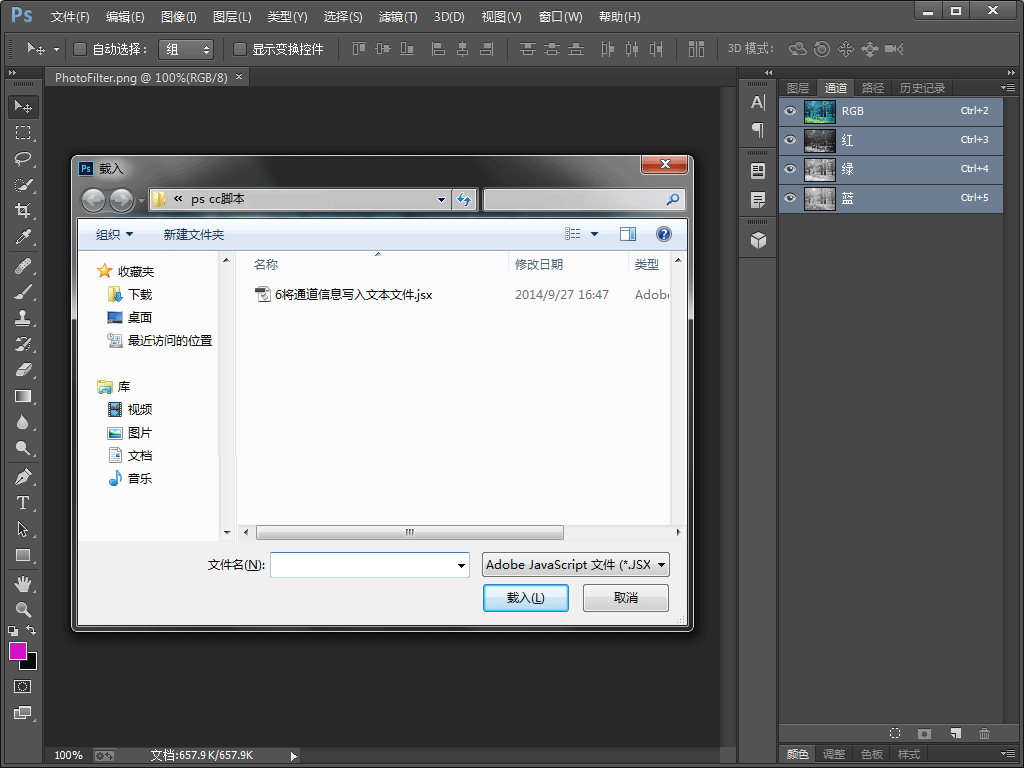 Ps 文件(F) 编辑(E) 图像(I) 图层(L) 类型(Y) 选择(S) 滤镜(T) 3D(D) 视图(V) 窗口(W) 帮助(H)
自动选择： 组 显示变换控件 3D 模式：
PhotoFilter.png @ 100%(RGB/8) ×
图层 通道 路径 历史记录
RGB Ctrl+2
红 Ctrl+3
绿 Ctrl+4
蓝 Ctrl+5
Ps 载入
« ps cc脚本
组织 新建文件夹
名称 修改日期 类型
6将通道信息写入文本文件.jsx 2014/9/27 16:47 Adob
收藏夹
下载
桌面
最近访问的位置
库
视频
图片
文档
音乐
文件名(N): Adobe JavaScript 文件 (*.JSX
载入(L) 取消
100% 文档:657.9K/657.9K
颜色 调整 色板 样式